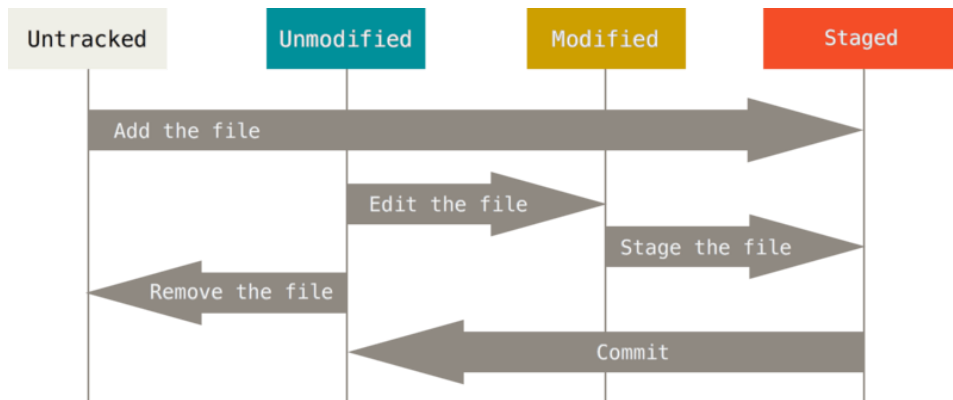 Untracked
Unmodified
Modified
Staged
Add the file
Edit the file
Stage the file
Remove the file
Commit